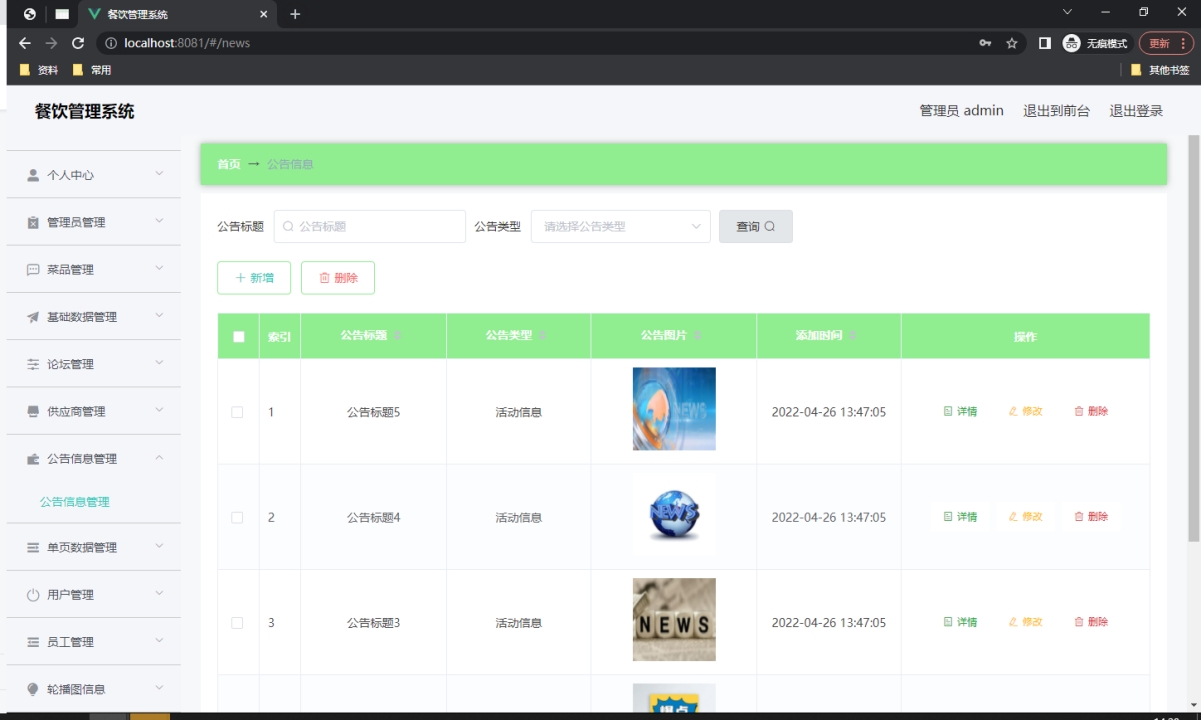 餐饮管理系统
localhost:8081/#/news
无痕模式
更新
资料
常用
其他书签
餐饮管理系统
管理员 admin
退出到前台
退出登录
个人中心
管理员管理
菜品管理
基础数据管理
论坛管理
供应商管理
公告信息管理
公告信息管理
单页数据管理
用户管理
员工管理
轮播图信息
首页 → 公告信息
公告标题 公告标题 公告类型 请选择公告类型 查询
+ 新增 删除
索引 公告标题 公告类型 公告图片 添加时间 操作
1 公告标题5 活动信息 NEWS 2022-04-26 13:47:05 详情 修改 删除
2 公告标题4 活动信息 NEWS 2022-04-26 13:47:05 详情 修改 删除
3 公告标题3 活动信息 NEWS 2022-04-26 13:47:05 详情 修改 删除